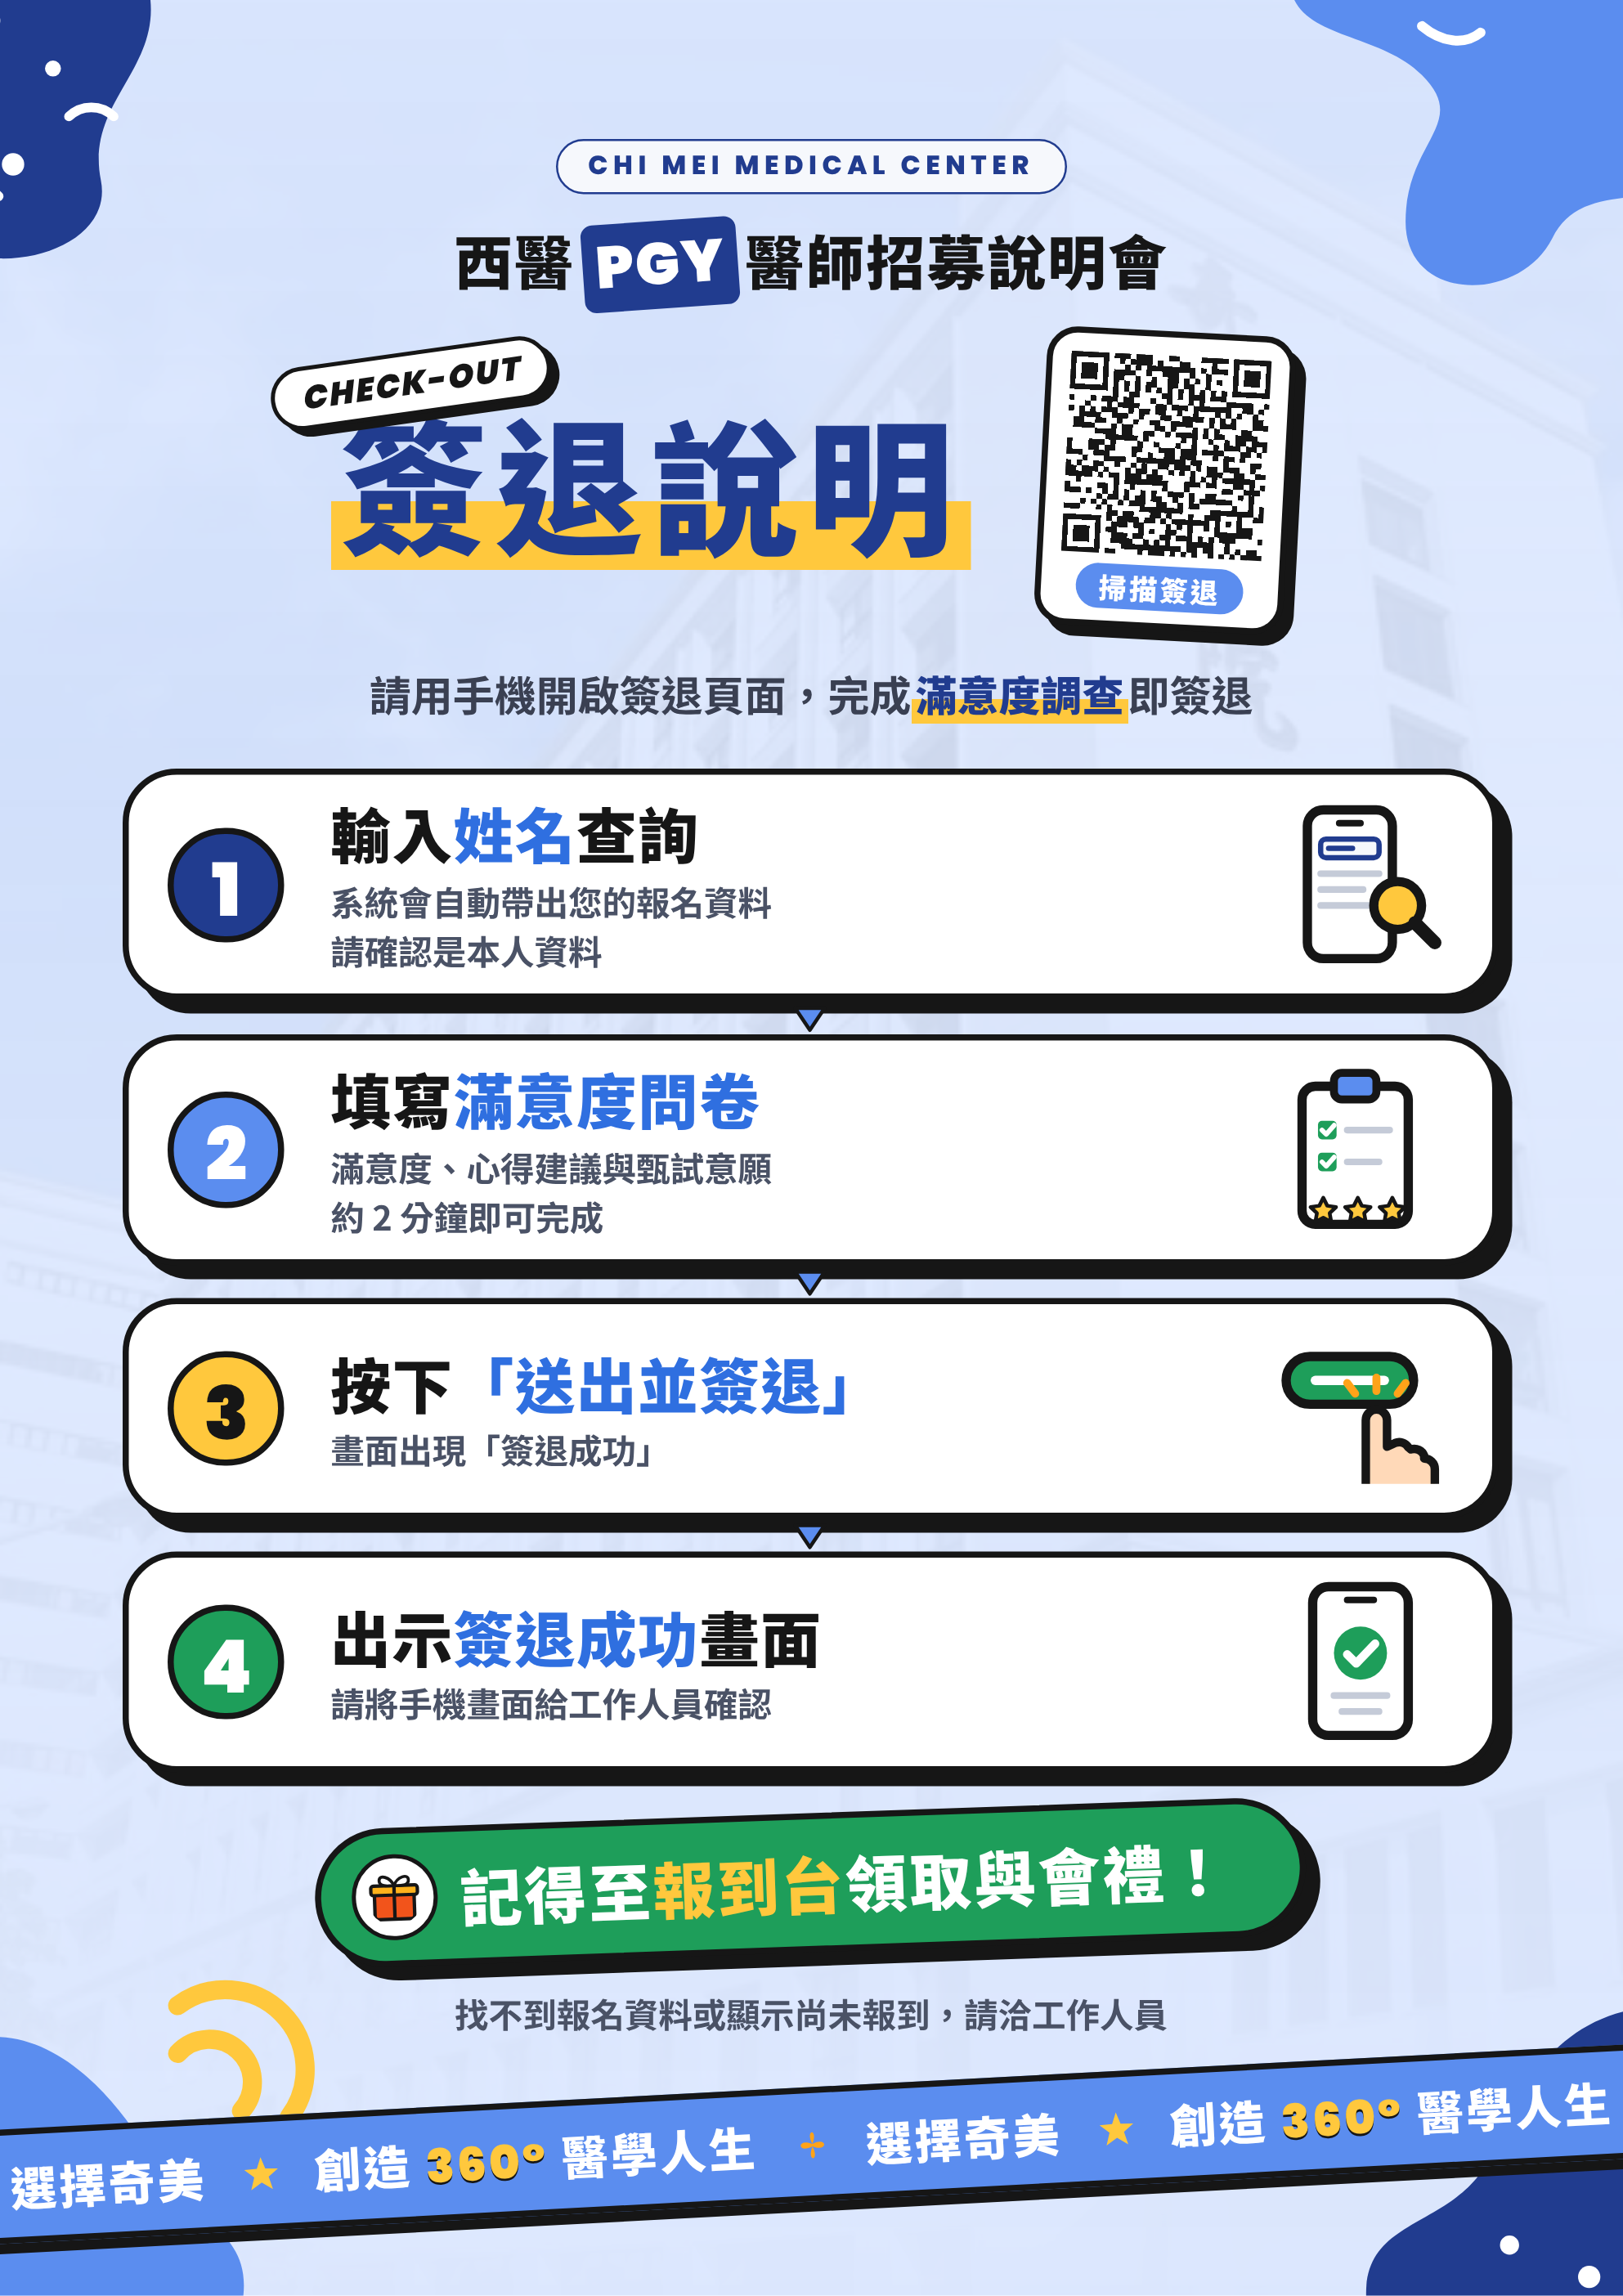 CHI MEI MEDICAL CENTER
西醫 PGY 醫師招募說明會
CHECK-OUT
簽退說明
掃描簽退
請用手機開啟簽退頁面，完成滿意度調查即簽退
1
輸入姓名查詢
系統會自動帶出您的報名資料
請確認是本人資料
2
填寫滿意度問卷
滿意度、心得建議與甄試意願
約 2 分鐘即可完成
3
按下「送出並簽退」
畫面出現「簽退成功」
4
出示簽退成功畫面
請將手機畫面給工作人員確認
記得至報到台領取與會禮！
找不到報名資料或顯示尚未報到，請洽工作人員
選擇奇美 ★ 創造 360° 醫學人生 選擇奇美 ★ 創造 360° 醫學人生